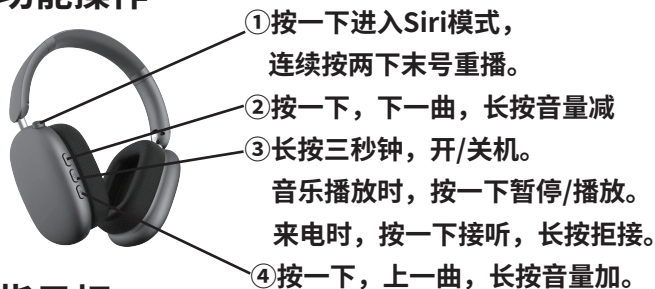 功能操作
①按一下进入Siri模式，
连续按两下末号重播。
②按一下，下一曲，长按音量减
③长按三秒钟，开/关机。
音乐播放时，按一下暂停/播放。
来电时，按一下接听，长按拒接。
④按一下，上一曲，长按音量加。